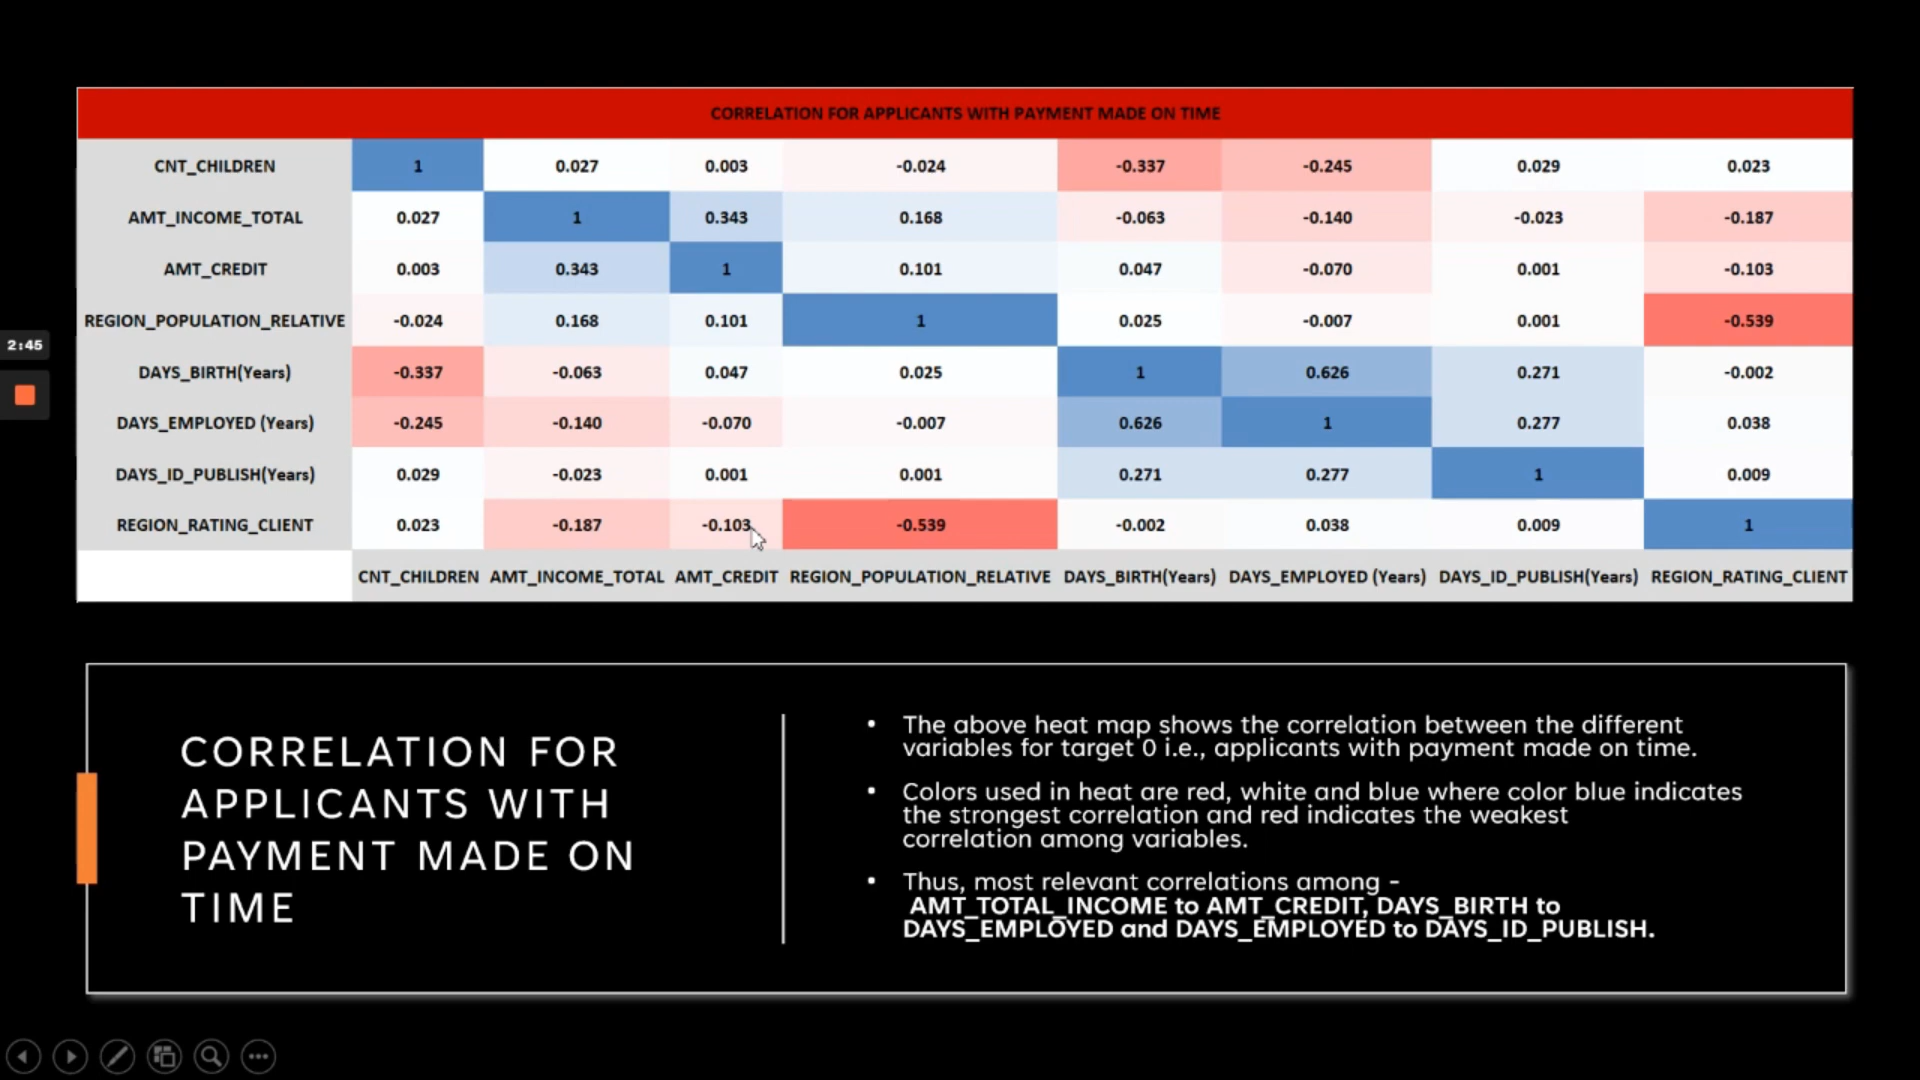 CORRELATION FOR APPLICANTS WITH PAYMENT MADE ON TIME
CNT_CHILDREN 1 0.027 0.003 -0.024 -0.337 -0.245 0.029 0.023
AMT_INCOME_TOTAL 0.027 1 0.343 0.168 -0.063 -0.140 -0.023 -0.187
AMT_CREDIT 0.003 0.343 1 0.101 0.047 -0.070 0.001 -0.103
REGION_POPULATION_RELATIVE -0.024 0.168 0.101 1 0.025 -0.007 0.001 -0.539
2:45
DAYS_BIRTH(Years) -0.337 -0.063 0.047 0.025 1 0.626 0.271 -0.002
DAYS_EMPLOYED (Years) -0.245 -0.140 -0.070 -0.007 0.626 1 0.277 0.038
DAYS_ID_PUBLISH(Years) 0.029 -0.023 0.001 0.001 0.271 0.277 1 0.009
REGION_RATING_CLIENT 0.023 -0.187 -0.103 -0.539 -0.002 0.038 0.009 1
CNT_CHILDREN AMT_INCOME_TOTAL AMT_CREDIT REGION_POPULATION_RELATIVE DAYS_BIRTH(Years) DAYS_EMPLOYED (Years) DAYS_ID_PUBLISH(Years) REGION_RATING_CLIENT
CORRELATION FOR
APPLICANTS WITH
PAYMENT MADE ON
TIME
• The above heat map shows the correlation between the different
variables for target 0 i.e., applicants with payment made on time.
• Colors used in heat are red, white and blue where color blue indicates
the strongest correlation and red indicates the weakest
correlation among variables.
• Thus, most relevant correlations among –
AMT_TOTAL_INCOME to AMT_CREDIT, DAYS_BIRTH to
DAYS_EMPLOYED and DAYS_EMPLOYED to DAYS_ID_PUBLISH.